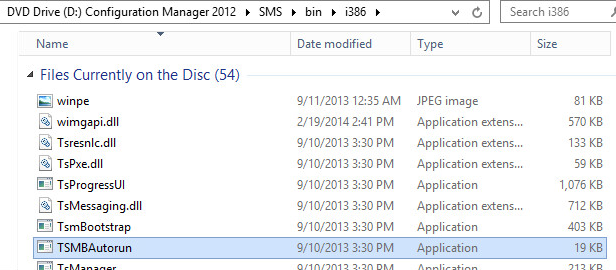 DVD Drive (D:) Configuration Manager 2012 SMS bin i386 Search i386
Name Date modified Type Size
Files Currently on the Disc (54)
winpe 9/11/2013 12:35 AM JPEG image 81 KB
wimgapi.dll 2/19/2014 2:41 PM Application extens... 570 KB
Tsresnlc.dll 9/10/2013 3:30 PM Application extens... 133 KB
TsPxe.dll 9/10/2013 3:30 PM Application extens... 59 KB
TsProgressUI 9/10/2013 3:30 PM Application 1,076 KB
TsMessaging.dll 9/10/2013 3:30 PM Application extens... 712 KB
TsmBootstrap 9/10/2013 3:30 PM Application 403 KB
TSMBAutorun 9/10/2013 3:30 PM Application 19 KB
TsManager 9/10/2013 3:30 PM Application 213 KB